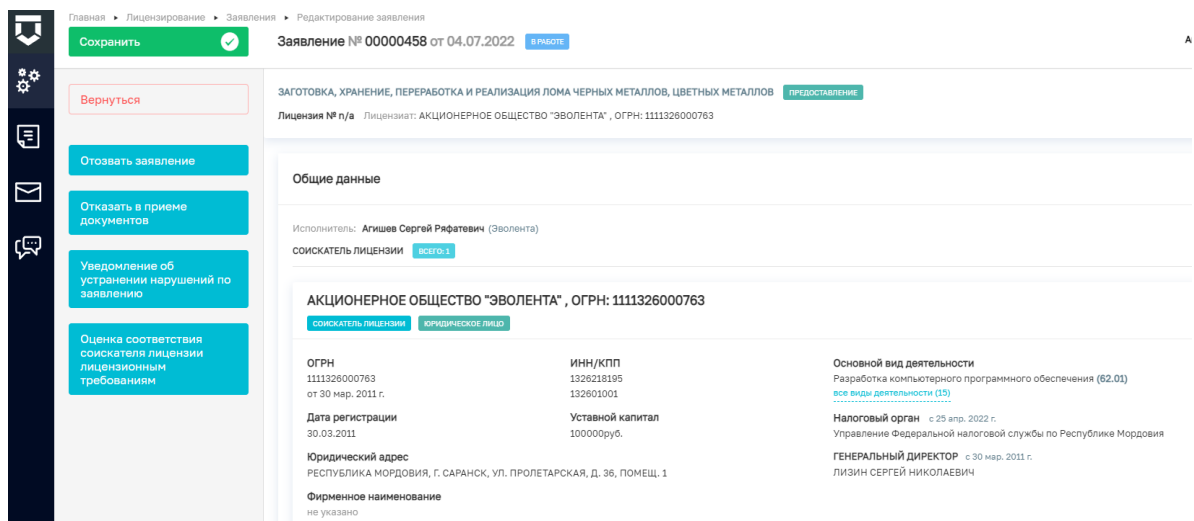 Главная ▸ Лицензирование ▸ Заявления ▸ Редактирование заявления
Сохранить
Заявление № 00000458 от 04.07.2022 В РАБОТЕ
Вернуться
ЗАГОТОВКА, ХРАНЕНИЕ, ПЕРЕРАБОТКА И РЕАЛИЗАЦИЯ ЛОМА ЧЕРНЫХ МЕТАЛЛОВ, ЦВЕТНЫХ МЕТАЛЛОВ ПРЕДОСТАВЛЕНИЕ
Лицензия № n/a Лицензиат: АКЦИОНЕРНОЕ ОБЩЕСТВО "ЭВОЛЕНТА" , ОГРН: 1111326000763
Отозвать заявление
Отказать в приеме
документов
Уведомление об
устранении нарушений по
заявлению
Оценка соответствия
соискателя лицензии
лицензионным
требованиям
Общие данные
Исполнитель: Агишев Сергей Ряфатевич (Эволента)
СОИСКАТЕЛЬ ЛИЦЕНЗИИ ВСЕГО: 1
АКЦИОНЕРНОЕ ОБЩЕСТВО "ЭВОЛЕНТА" , ОГРН: 1111326000763
СОИСКАТЕЛЬ ЛИЦЕНЗИИ ЮРИДИЧЕСКОЕ ЛИЦО
ОГРН
1111326000763
от 30 мар. 2011 г.
ИНН/КПП
1326218195
132601001
Основной вид деятельности
Разработка компьютерного программного обеспечения (62.01)
все виды деятельности (15)
Дата регистрации
30.03.2011
Уставной капитал
100000руб.
Налоговый орган с 25 апр. 2022 г.
Управление Федеральной налоговой службы по Республике Мордовия
Юридический адрес
РЕСПУБЛИКА МОРДОВИЯ, Г. САРАНСК, УЛ. ПРОЛЕТАРСКАЯ, Д. 36, ПОМЕЩ. 1
ГЕНЕРАЛЬНЫЙ ДИРЕКТОР с 30 мар. 2011 г.
ЛИЗИН СЕРГЕЙ НИКОЛАЕВИЧ
Фирменное наименование
не указано